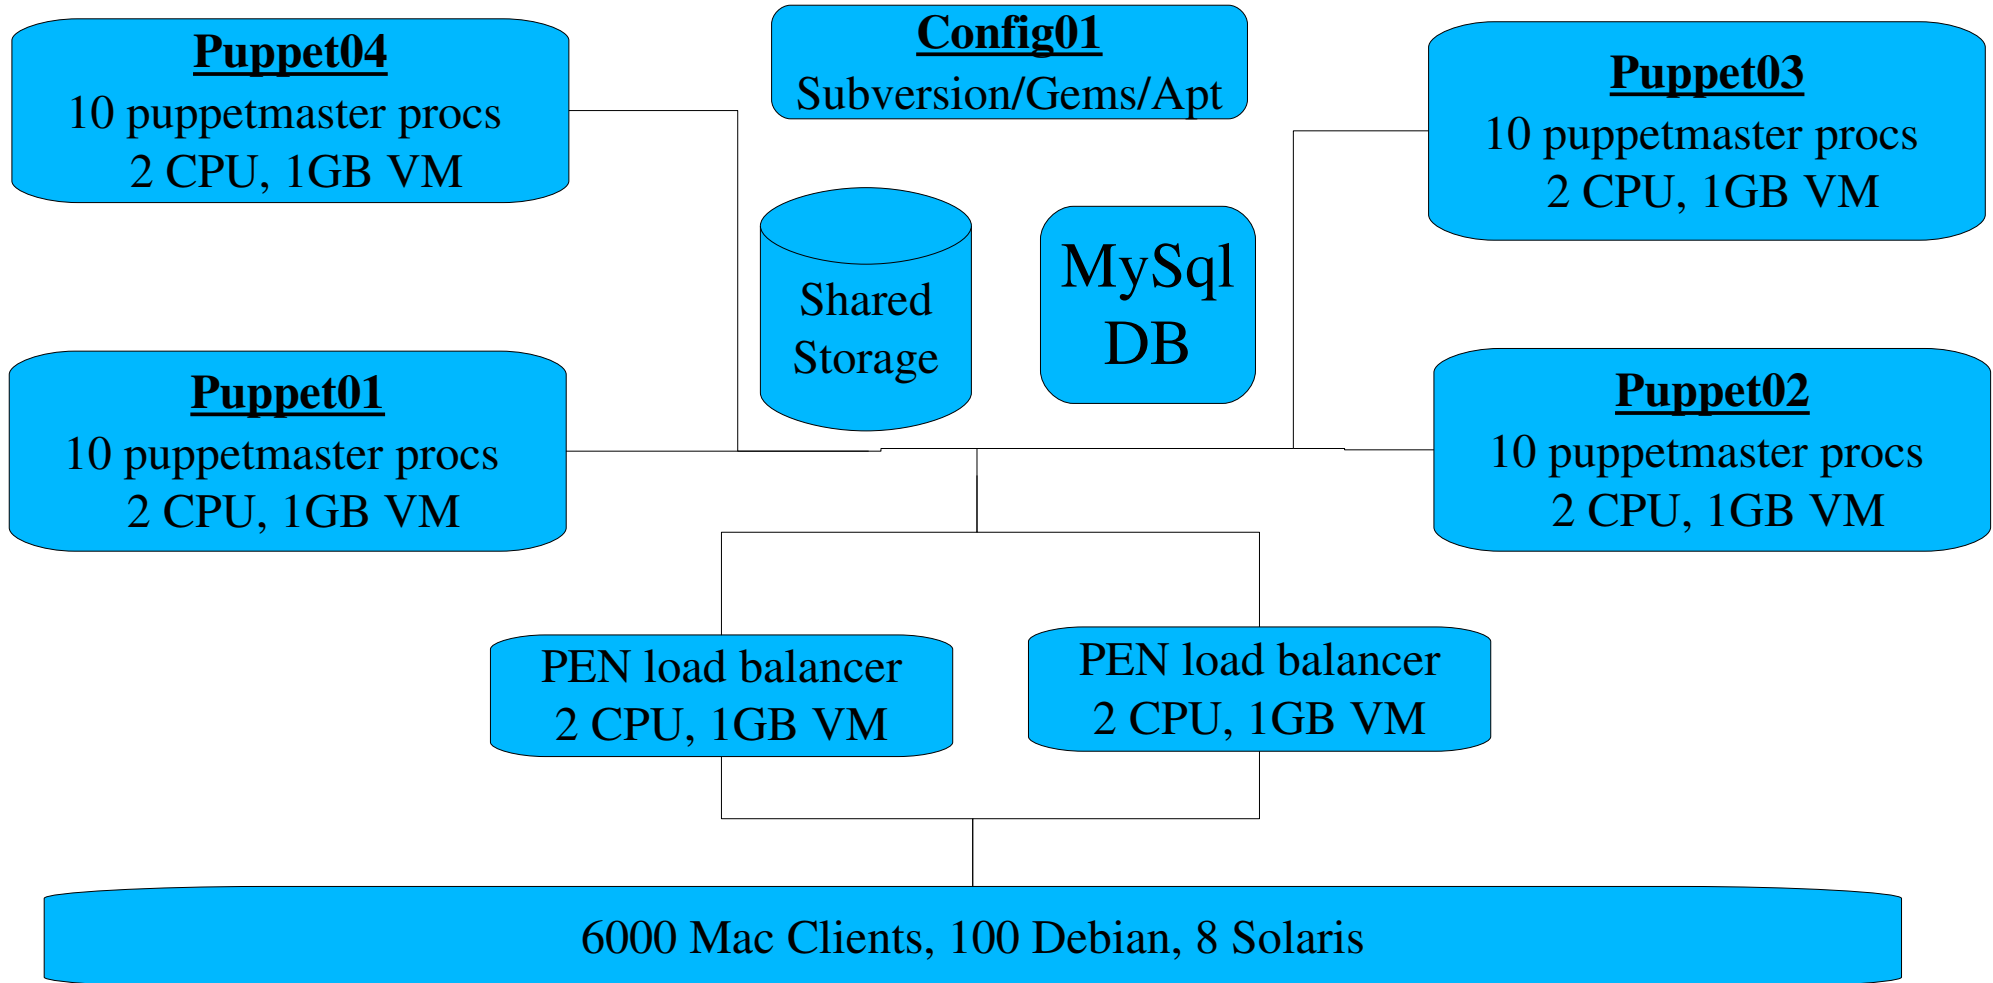 Puppet04
10 puppetmaster procs
2 CPU, 1GB VM
Config01
Subversion/Gems/Apt
Puppet03
10 puppetmaster procs
2 CPU, 1GB VM
Shared
Storage
MySql
DB
Puppet01
10 puppetmaster procs
2 CPU, 1GB VM
Puppet02
10 puppetmaster procs
2 CPU, 1GB VM
PEN load balancer
2 CPU, 1GB VM
PEN load balancer
2 CPU, 1GB VM
6000 Mac Clients, 100 Debian, 8 Solaris